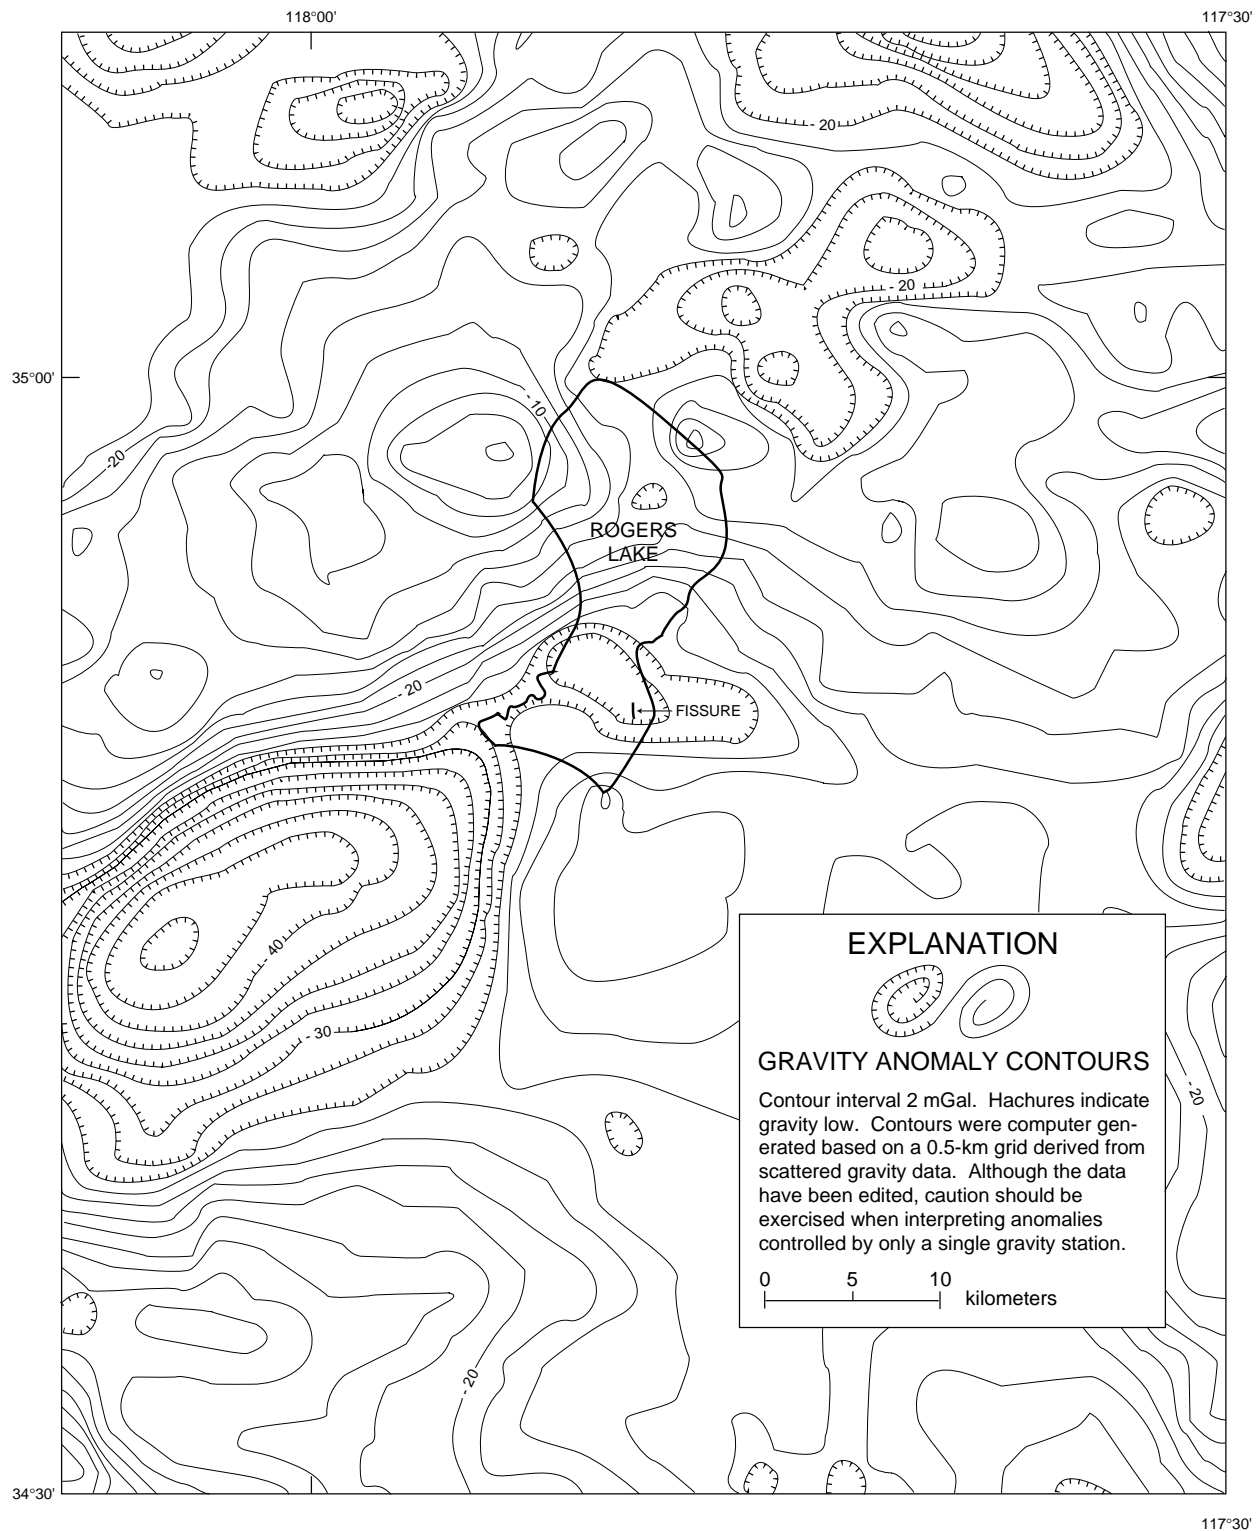 118°00'
117°30'
- 20
- 20
35°00'
- 10
-20
ROGERS
LAKE
- 20
FISSURE
- 40
- 30
EXPLANATION
GRAVITY ANOMALY CONTOURS
Contour interval 2 mGal. Hachures indicate
gravity low. Contours were computer gen-
erated based on a 0.5-km grid derived from
scattered gravity data. Although the data
have been edited, caution should be
exercised when interpreting anomalies
controlled by only a single gravity station.
0 5 10
kilometers
- 20
- 20
34°30'
117°30'